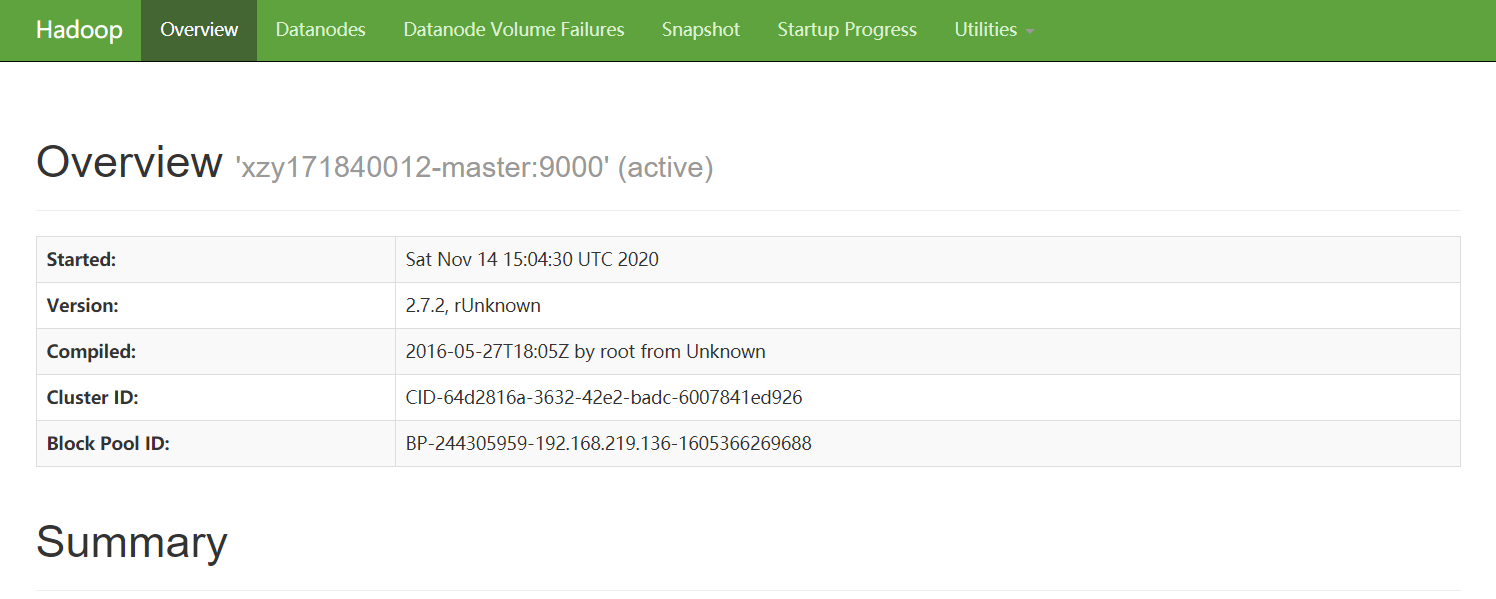 Hadoop Overview Datanodes Datanode Volume Failures Snapshot Startup Progress Utilities
Overview 'xzy171840012-master:9000' (active)
Started: Sat Nov 14 15:04:30 UTC 2020
Version: 2.7.2, rUnknown
Compiled: 2016-05-27T18:05Z by root from Unknown
Cluster ID: CID-64d2816a-3632-42e2-badc-6007841ed926
Block Pool ID: BP-244305959-192.168.219.136-1605366269688
Summary